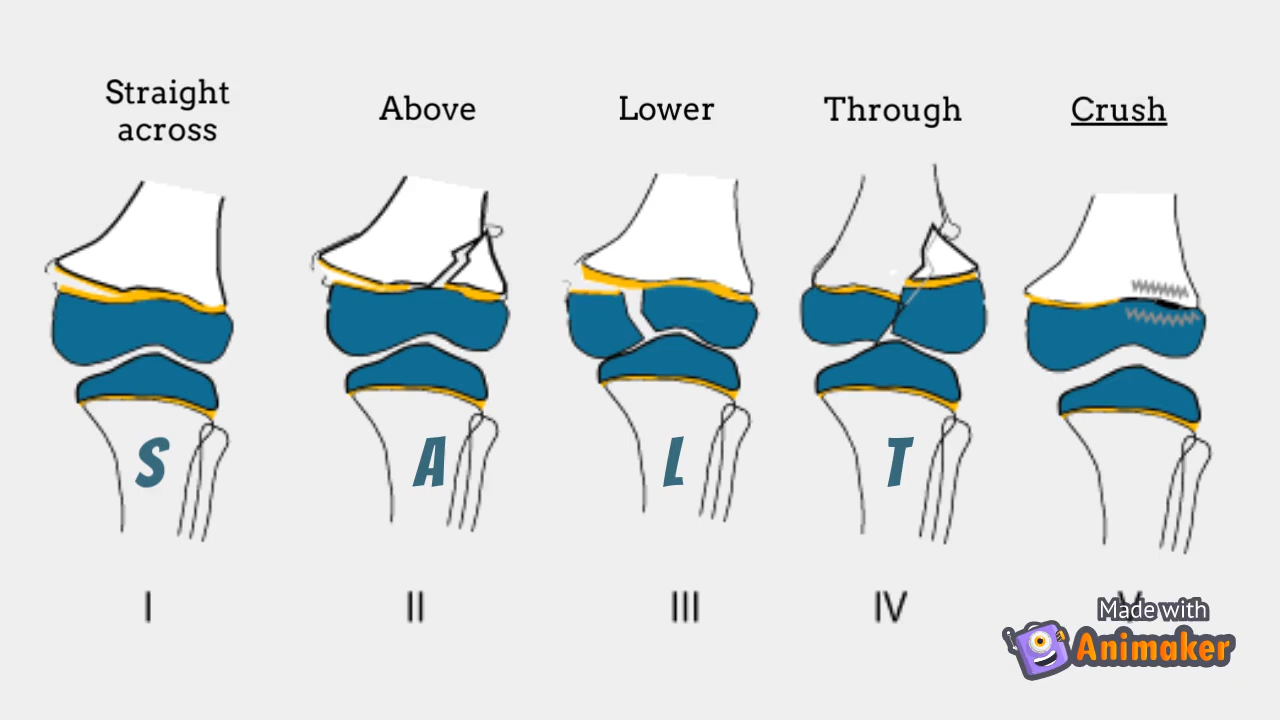 Straight
across
Above
Lower
Through
Crush
S
A
L
T
I
II
III
IV
Made with
Animaker